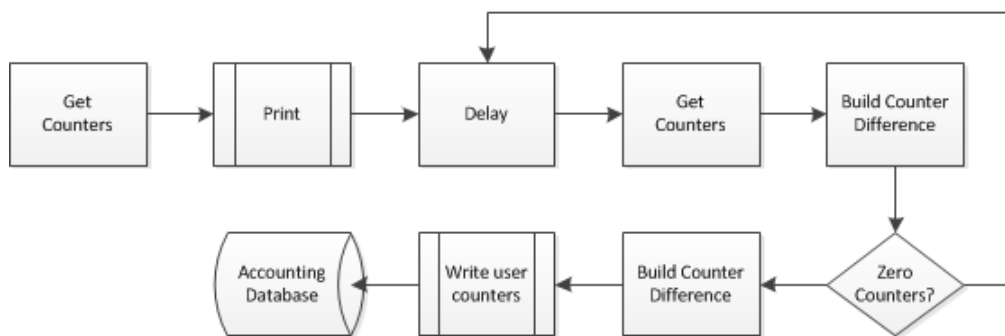 Get
Counters
Print
Delay
Get
Counters
Build Counter
Difference
Zero
Counters?
Build Counter
Difference
Write user
counters
Accounting
Database